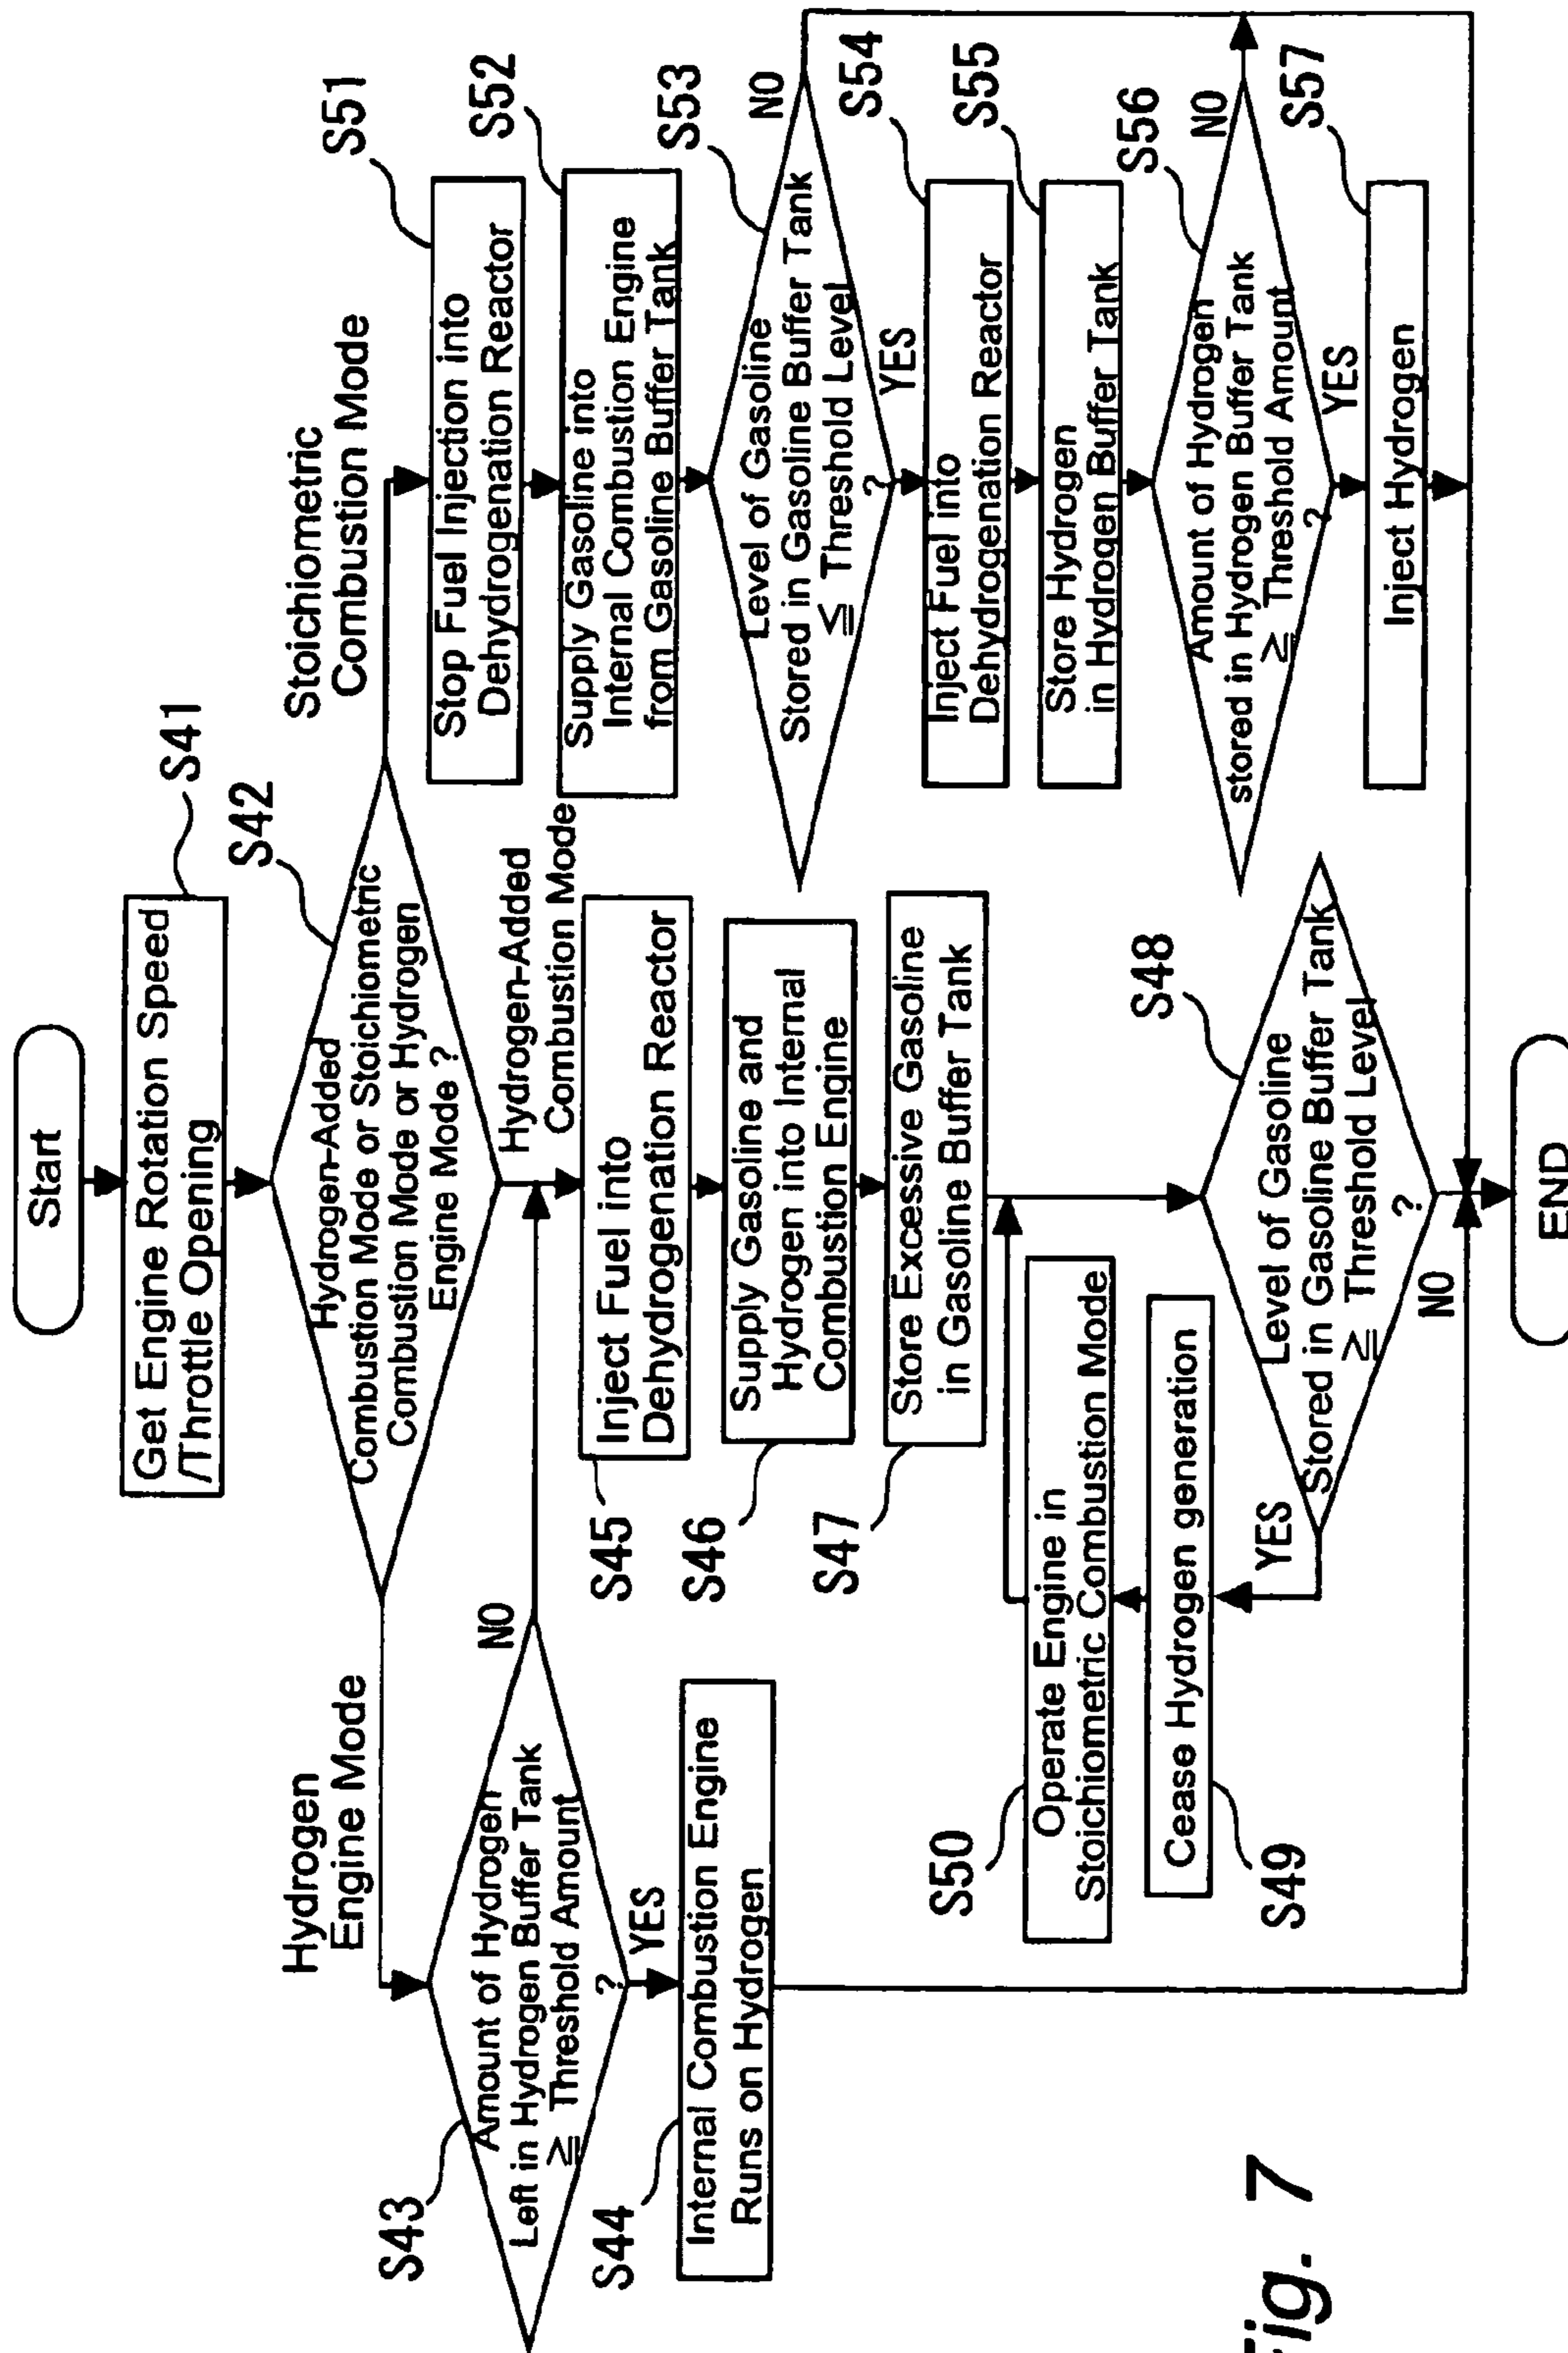 Start
Get Engine Rotation Speed
/Throttle Opening
S41
S42
Hydrogen-Added
Combustion Mode or Stoichiometric
Combustion Mode or Hydrogen
Engine Mode ?
Hydrogen
Engine Mode
S43
Amount of Hydrogen
Left in Hydrogen Buffer Tank
≧ Threshold Amount
?
NO
YES
S44
Internal Combustion Engine
Runs on Hydrogen
Hydrogen-Added
Combustion Mode
S45
Inject Fuel into
Dehydrogenation Reactor
S46
Supply Gasoline and
Hydrogen into Internal
Combustion Engine
S47
Store Excessive Gasoline
in Gasoline Buffer Tank
S48
Level of Gasoline
Stored in Gasoline Buffer Tank
≧ Threshold Level
?
YES
NO
Cease Hydrogen generation
S49
S50
Operate Engine in
Stoichiometric Combustion Mode
Stoichiometric
Combustion Mode
S51
Stop Fuel Injection into
Dehydrogenation Reactor
S52
Supply Gasoline into
Internal Combustion Engine
from Gasoline Buffer Tank
S53
Level of Gasoline
Stored in Gasoline Buffer Tank
≦ Threshold Level
?
NO
YES
S54
Inject Fuel into
Dehydrogenation Reactor
S55
Store Hydrogen
in Hydrogen Buffer Tank
S56
Amount of Hydrogen
stored in Hydrogen Buffer Tank
≧ Threshold Amount
?
NO
YES
S57
Inject Hydrogen
END
Fig. 7